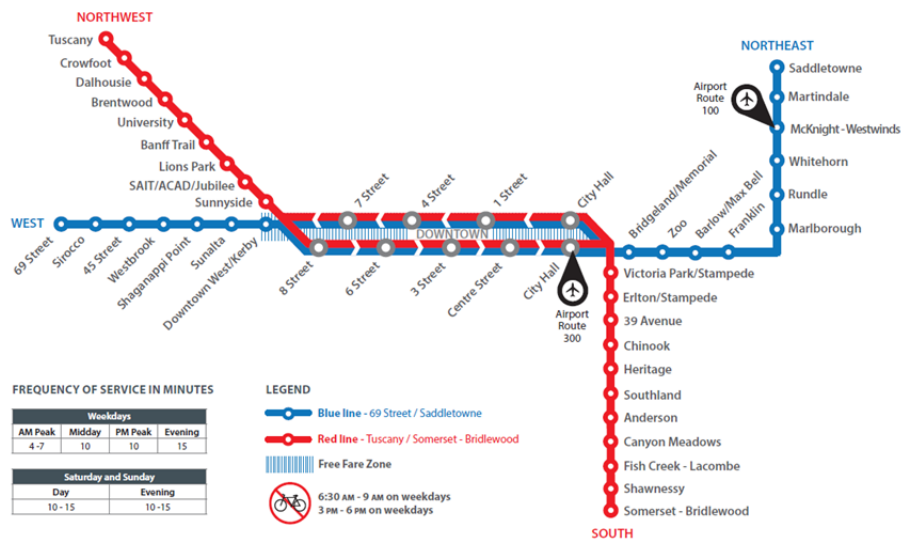 NORTHWEST
Tuscany
Crowfoot
Dalhousie
Brentwood
University
Banff Trail
Lions Park
SAIT/ACAD/Jubilee
Sunnyside
WEST
69 Street
Sirocco
45 Street
Westbrook
Shaganappi Point
Sunalta
Downtown West/Kerby
7 Street
4 Street
1 Street
City Hall
DOWNTOWN
8 Street
6 Street
3 Street
Centre Street
City Hall
Airport
Route
300
Bridgeland/Memorial
Zoo
Barlow/Max Bell
Franklin
NORTHEAST
Saddletowne
Martindale
Airport
Route
100
McKnight - Westwinds
Whitehorn
Rundle
Marlborough
Victoria Park/Stampede
Erlton/Stampede
39 Avenue
Chinook
Heritage
Southland
Anderson
Canyon Meadows
Fish Creek - Lacombe
Shawnessy
Somerset - Bridlewood
SOUTH
FREQUENCY OF SERVICE IN MINUTES
Weekdays
AM Peak Midday PM Peak Evening
4 -7 10 10 15
Saturday and Sunday
Day Evening
10 - 15 10 -15
LEGEND
Blue line - 69 Street / Saddletowne
Red line - Tuscany / Somerset - Bridlewood
Free Fare Zone
6:30 AM - 9 AM on weekdays
3 PM - 6 PM on weekdays